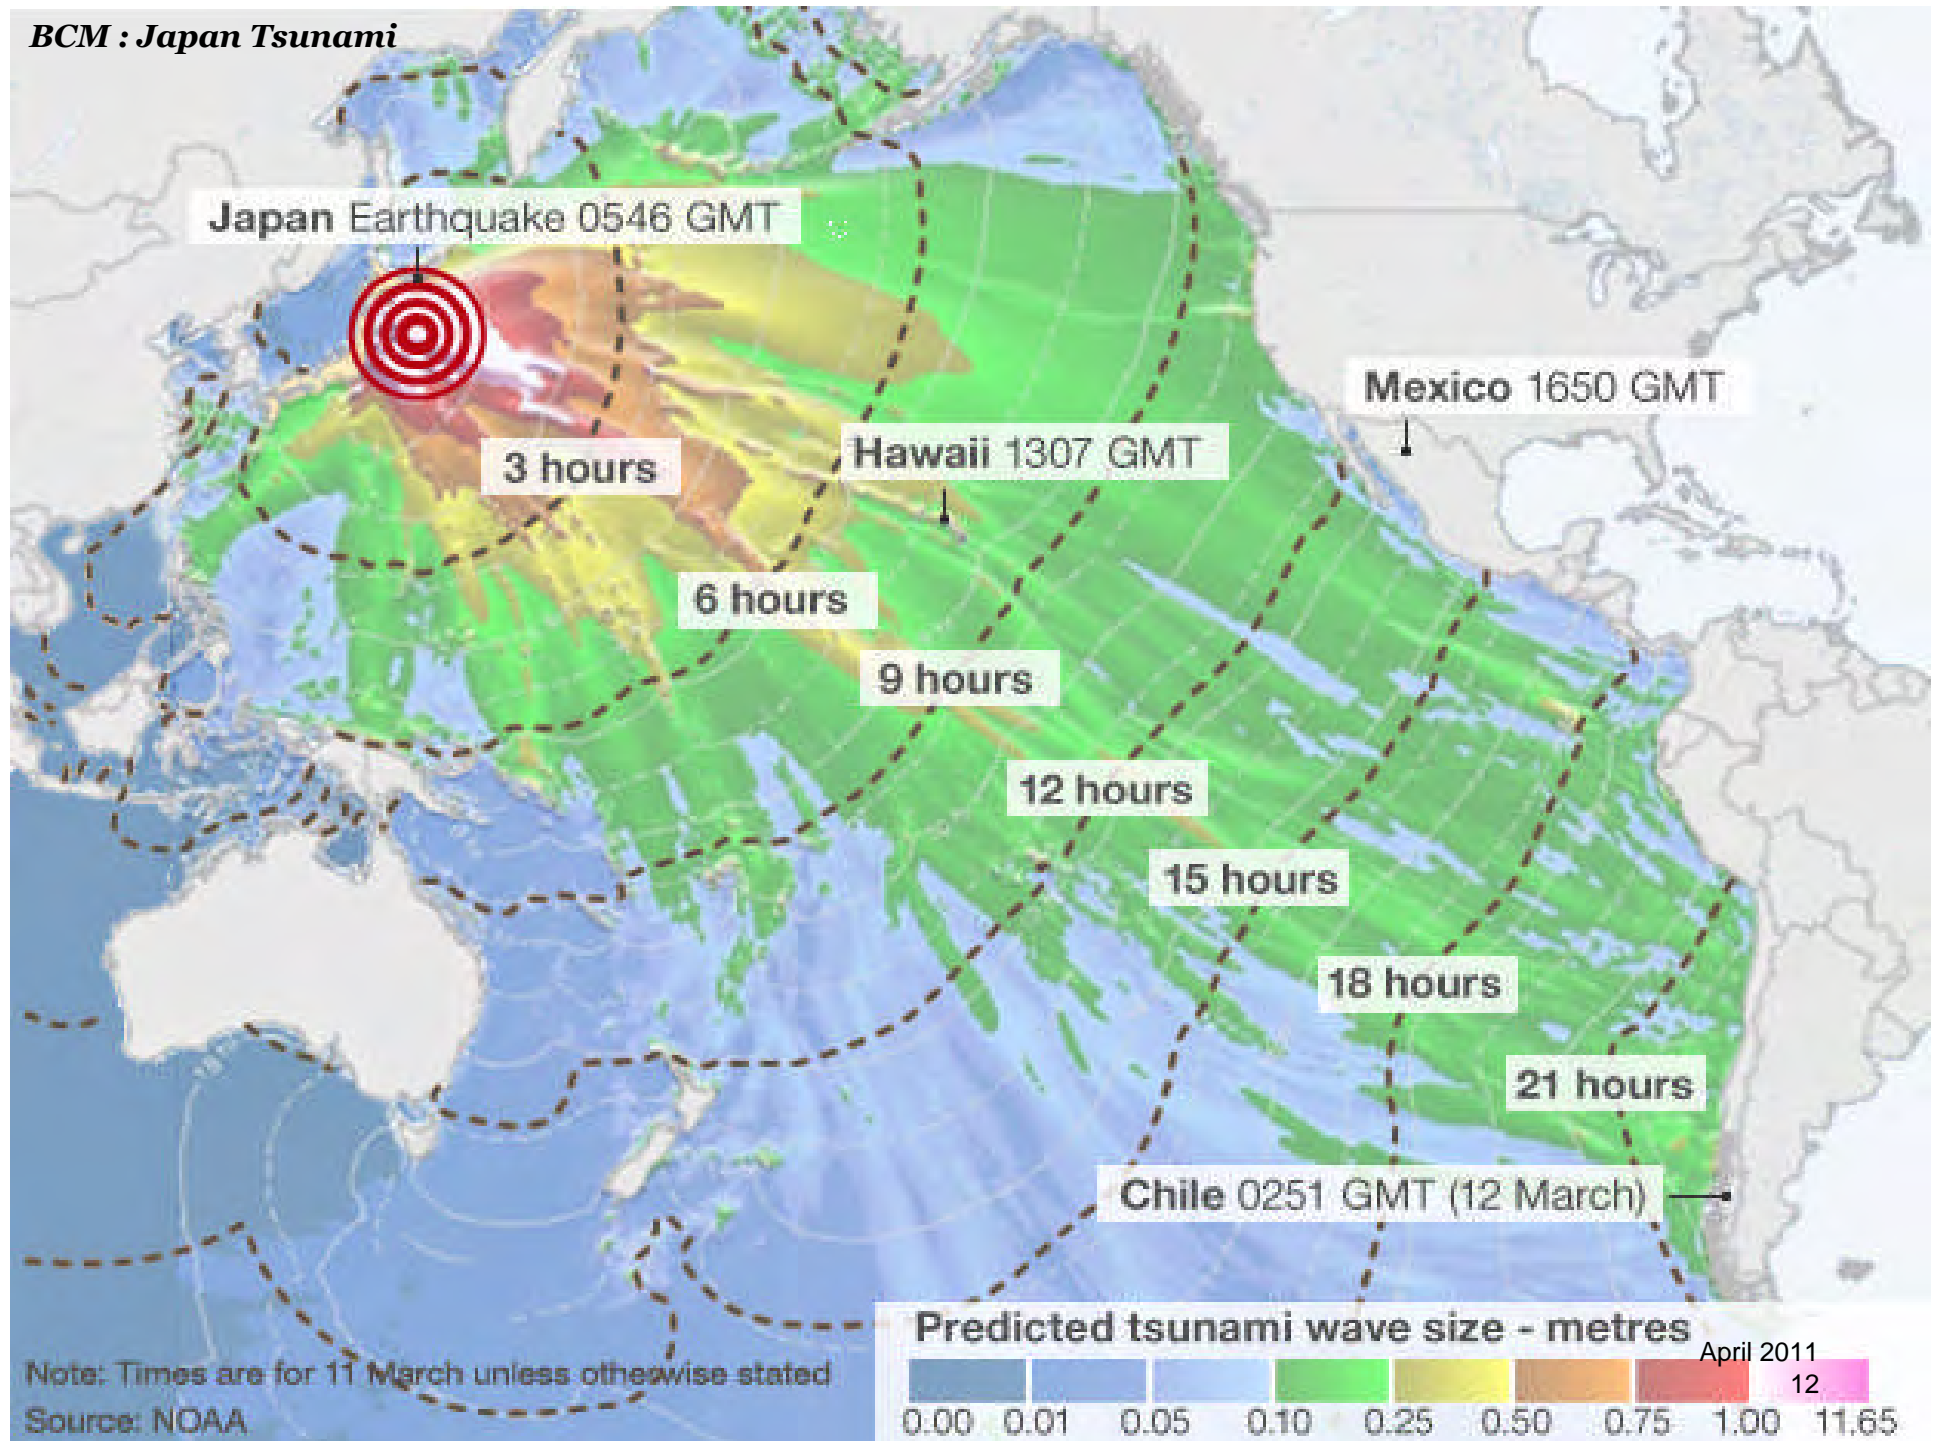 BCM : Japan Tsunami
Japan Earthquake 0546 GMT
Mexico 1650 GMT
Hawaii 1307 GMT
3 hours
6 hours
9 hours
12 hours
15 hours
18 hours
21 hours
Chile 0251 GMT (12 March)
Predicted tsunami wave size - metres
April 2011
12
0.00 0.01 0.05 0.10 0.25 0.50 0.75 1.00 11.65
Note: Times are for 11 March unless otherwise stated
Source: NOAA